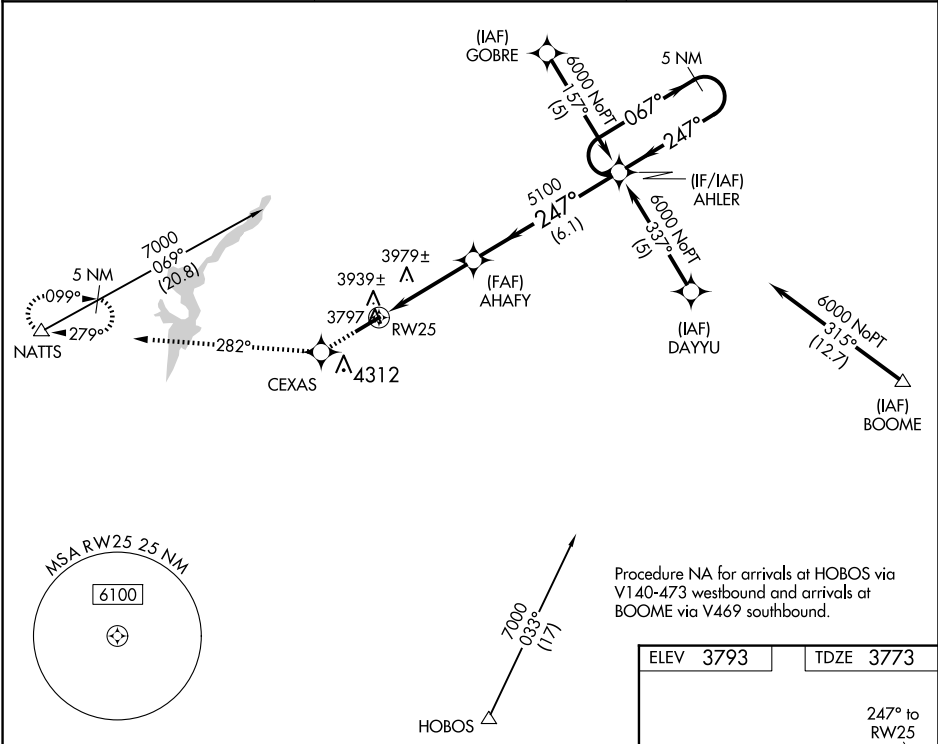 (IAF)
GOBRE
6000 NoPT
157°
(5)
5 NM
067°
247°
(IF/IAF)
AHLER
5100
247°
(6.1)
7000
069°
(20.8)
5 NM
099°
279°
NATTS
3979±
3939±
3797
RW25
(FAF)
AHAFY
6000 NoPT
337°
(5)
(IAF)
DAYYU
6000 NoPT
315°
(12.7)
(IAF)
BOOME
282°
CEXAS
4312
MSA RW25 25 NM
6100
7000
033°
(17)
HOBOS
Procedure NA for arrivals at HOBOS via
V140-473 westbound and arrivals at
BOOME via V469 southbound.
ELEV 3793
TDZE 3773
247° to
RW25